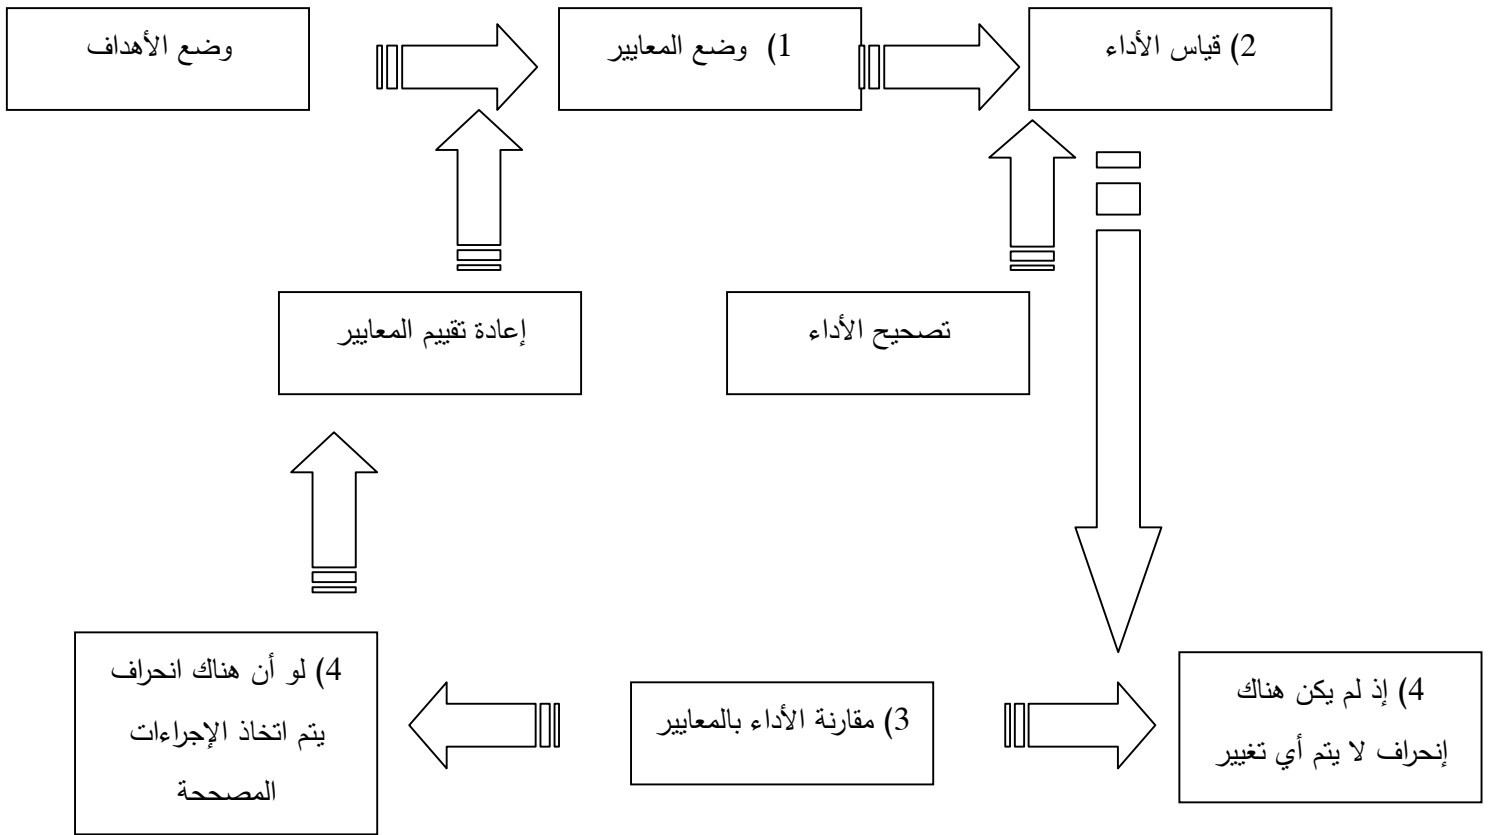 وضع الأهداف
1) وضع المعايير
2) قياس الأداء
إعادة تقييم المعايير
تصحيح الأداء
4) لو أن هناك انحراف
يتم اتخاذ الإجراءات
المصححة
3) مقارنة الأداء بالمعايير
4) إذ لم يكن هناك
إنحراف لا يتم أي تغيير